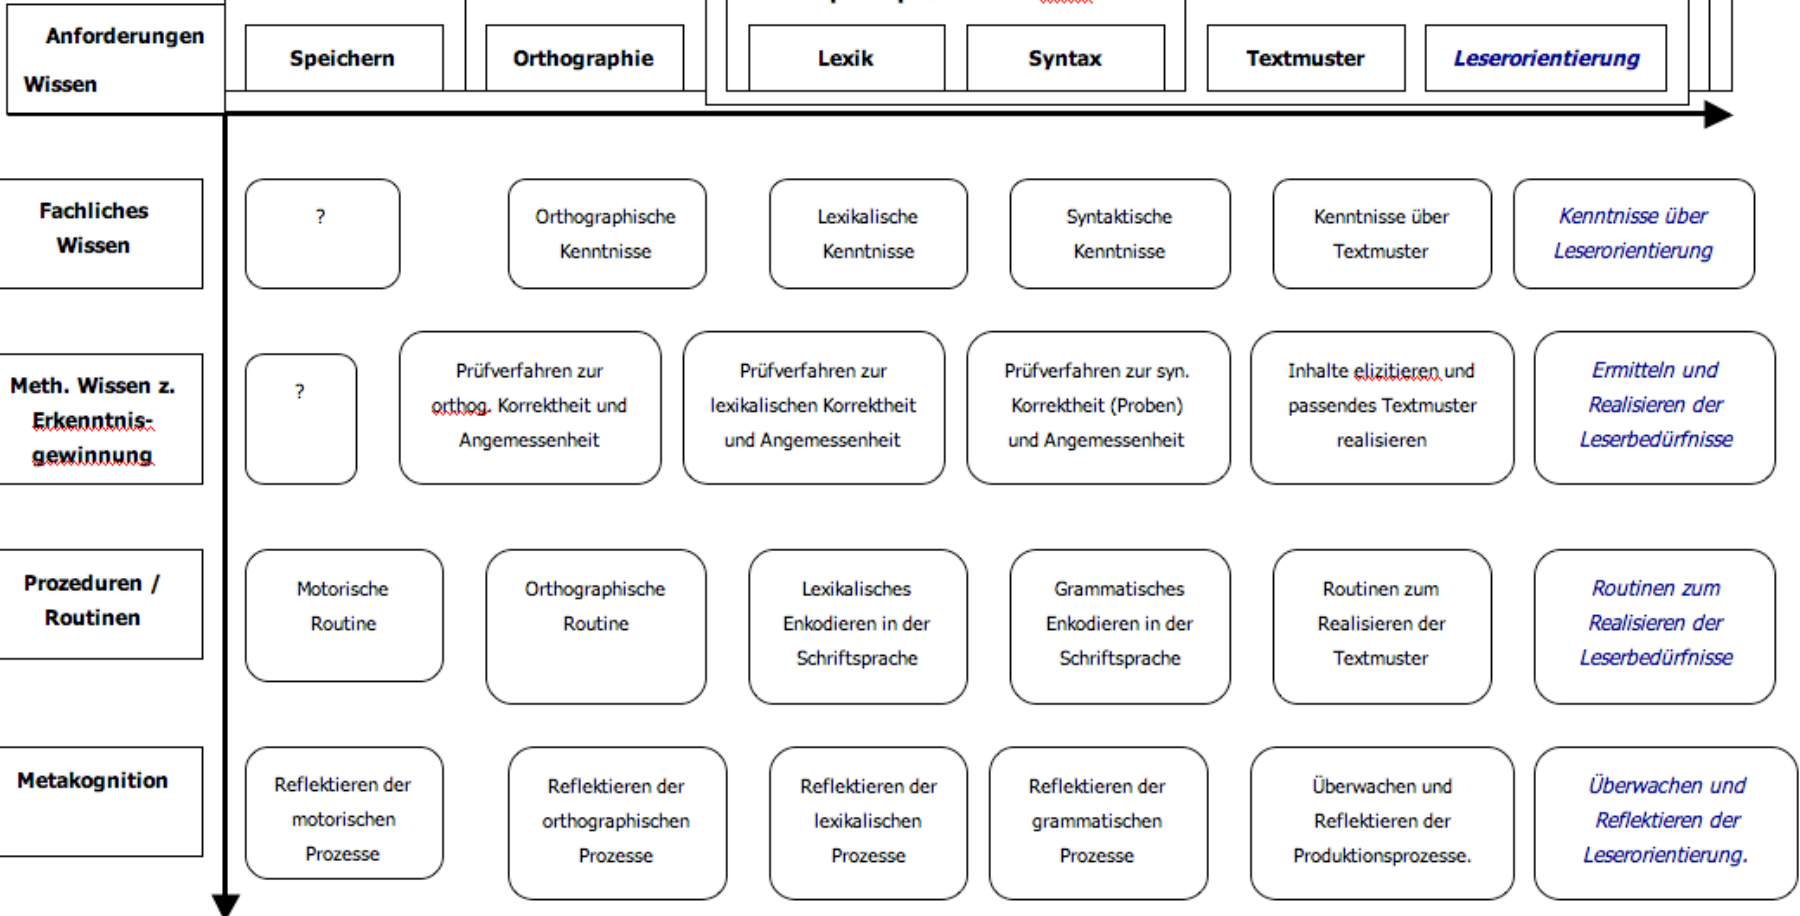 Anforderungen
Wissen
Speichern
Orthographie
Lexik
Syntax
Textmuster
Leserorientierung
Fachliches
Wissen
?
Orthographische
Kenntnisse
Lexikalische
Kenntnisse
Syntaktische
Kenntnisse
Kenntnisse über
Textmuster
Kenntnisse über
Leserorientierung
Meth. Wissen z.
Erkenntnis-
gewinnung
?
Prüfverfahren zur
orthog. Korrektheit und
Angemessenheit
Prüfverfahren zur
lexikalischen Korrektheit
und Angemessenheit
Prüfverfahren zur syn.
Korrektheit (Proben)
und Angemessenheit
Inhalte elizitieren und
passendes Textmuster
realisieren
Ermitteln und
Realisieren der
Leserbedürfnisse
Prozeduren /
Routinen
Motorische
Routine
Orthographische
Routine
Lexikalisches
Enkodieren in der
Schriftsprache
Grammatisches
Enkodieren in der
Schriftsprache
Routinen zum
Realisieren der
Textmuster
Routinen zum
Realisieren der
Leserbedürfnisse
Metakognition
Reflektieren der
motorischen
Prozesse
Reflektieren der
orthographischen
Prozesse
Reflektieren der
lexikalischen
Prozesse
Reflektieren der
grammatischen
Prozesse
Überwachen und
Reflektieren der
Produktionsprozesse.
Überwachen und
Reflektieren der
Leserorientierung.